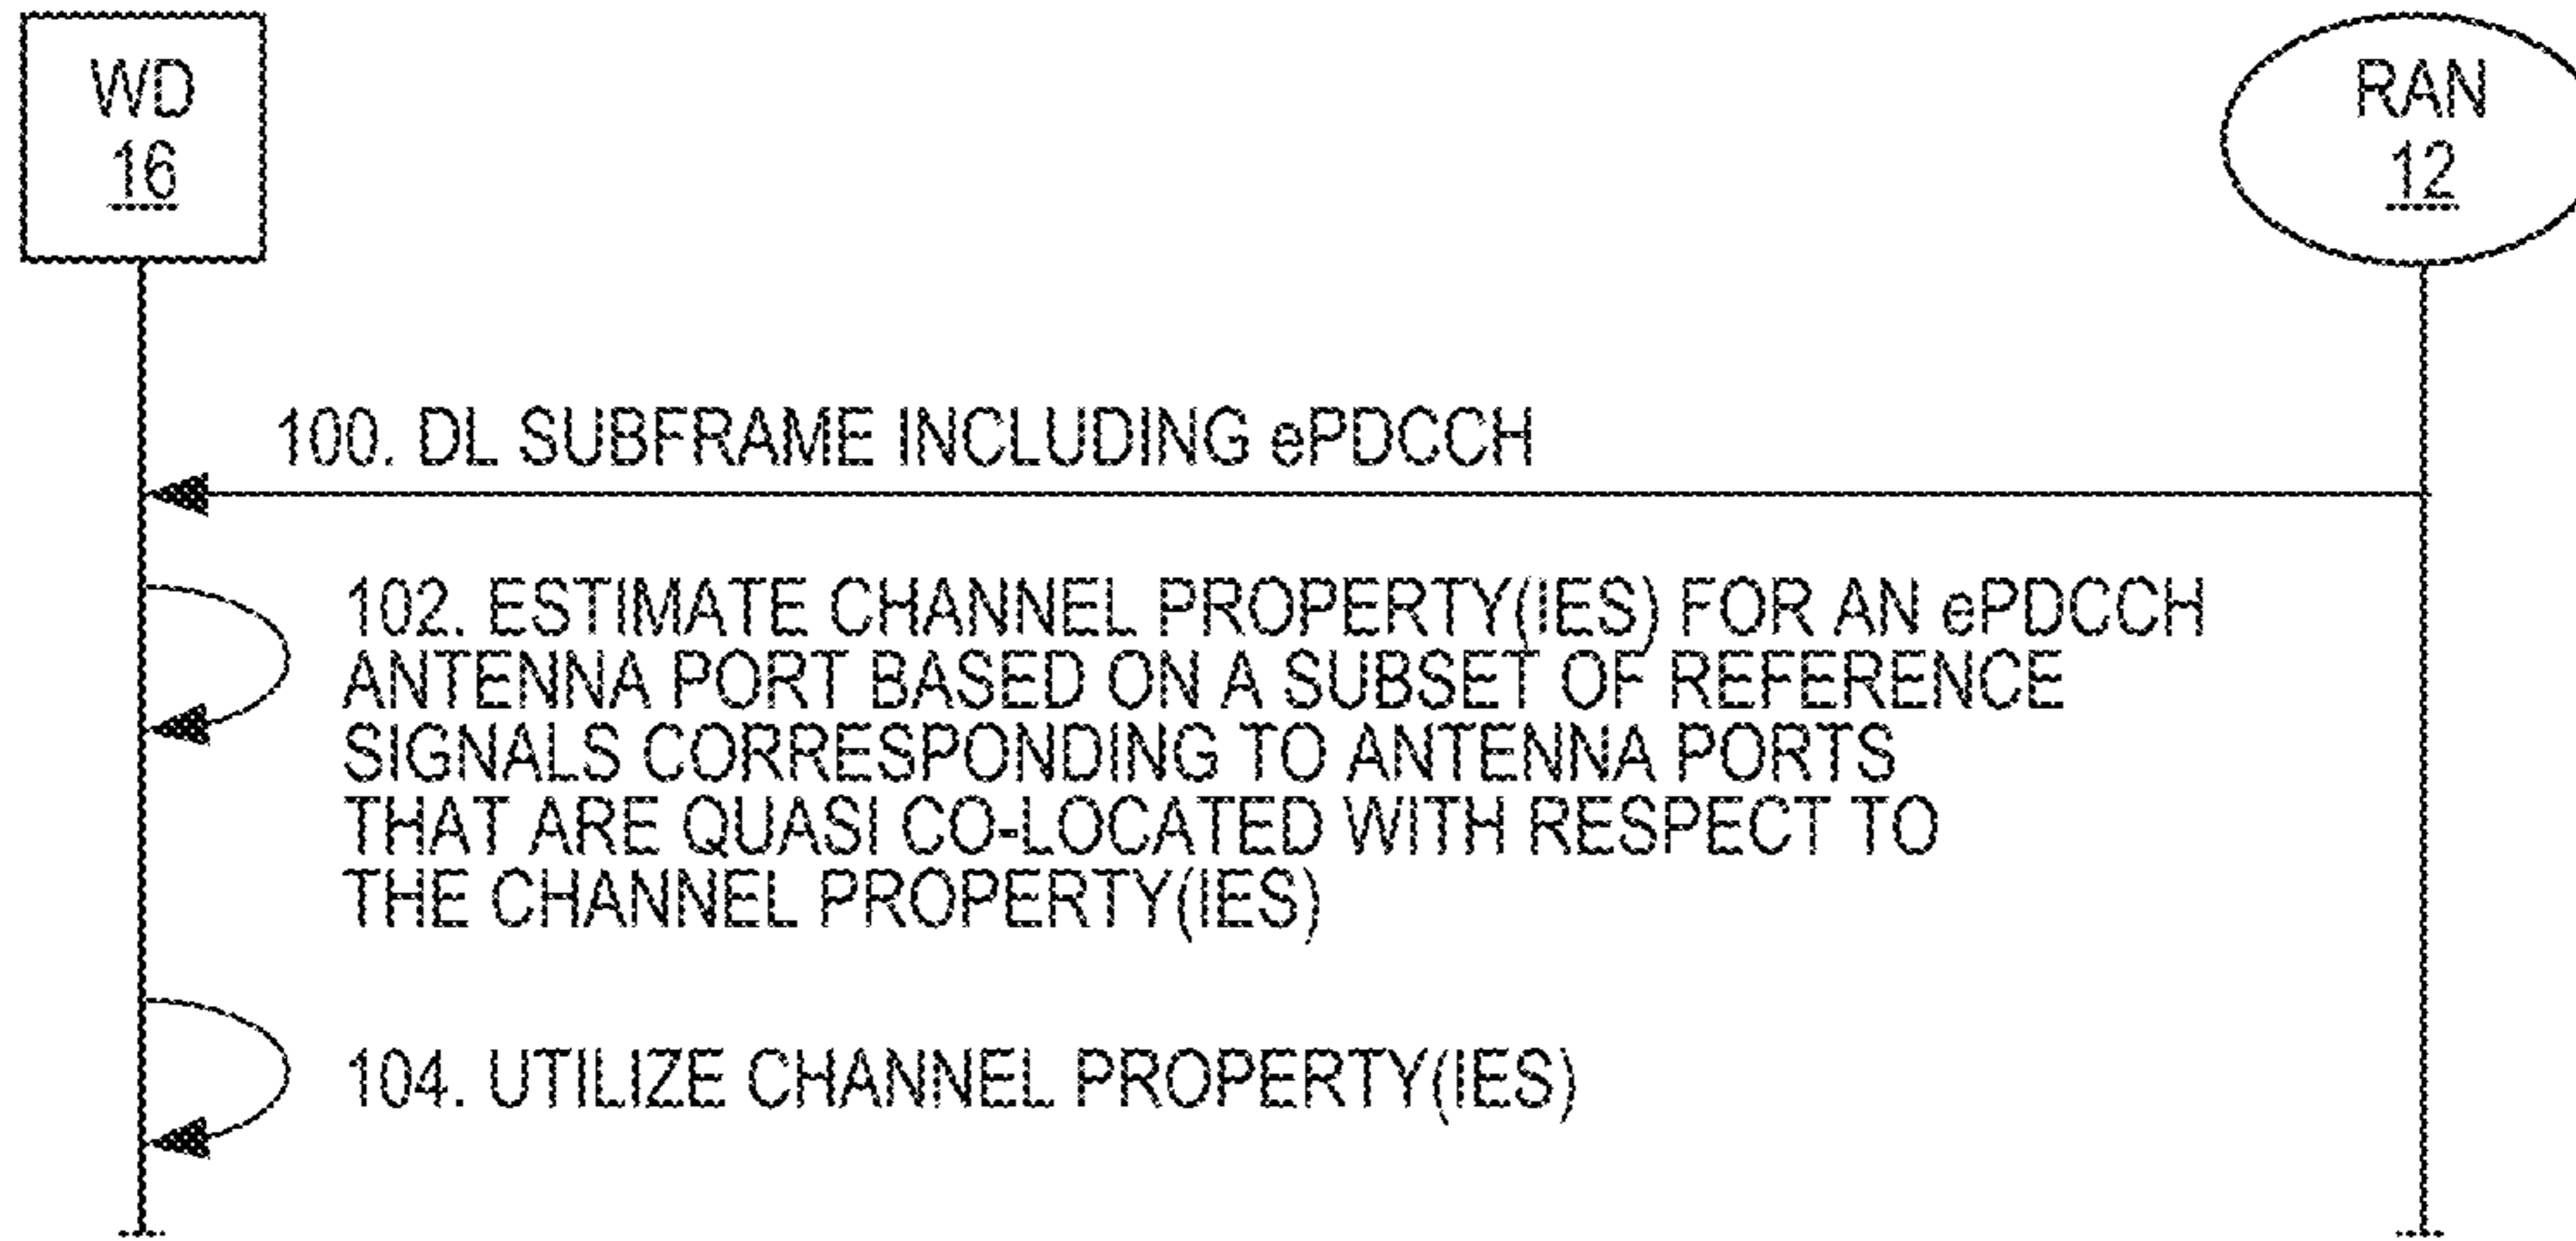 WD
16
RAN
12
100. DL SUBFRAME INCLUDING ePDCCH
102. ESTIMATE CHANNEL PROPERTY(IES) FOR AN ePDCCH
ANTENNA PORT BASED ON A SUBSET OF REFERENCE
SIGNALS CORRESPONDING TO ANTENNA PORTS
THAT ARE QUASI CO-LOCATED WITH RESPECT TO
THE CHANNEL PROPERTY(IES)
104. UTILIZE CHANNEL PROPERTY(IES)